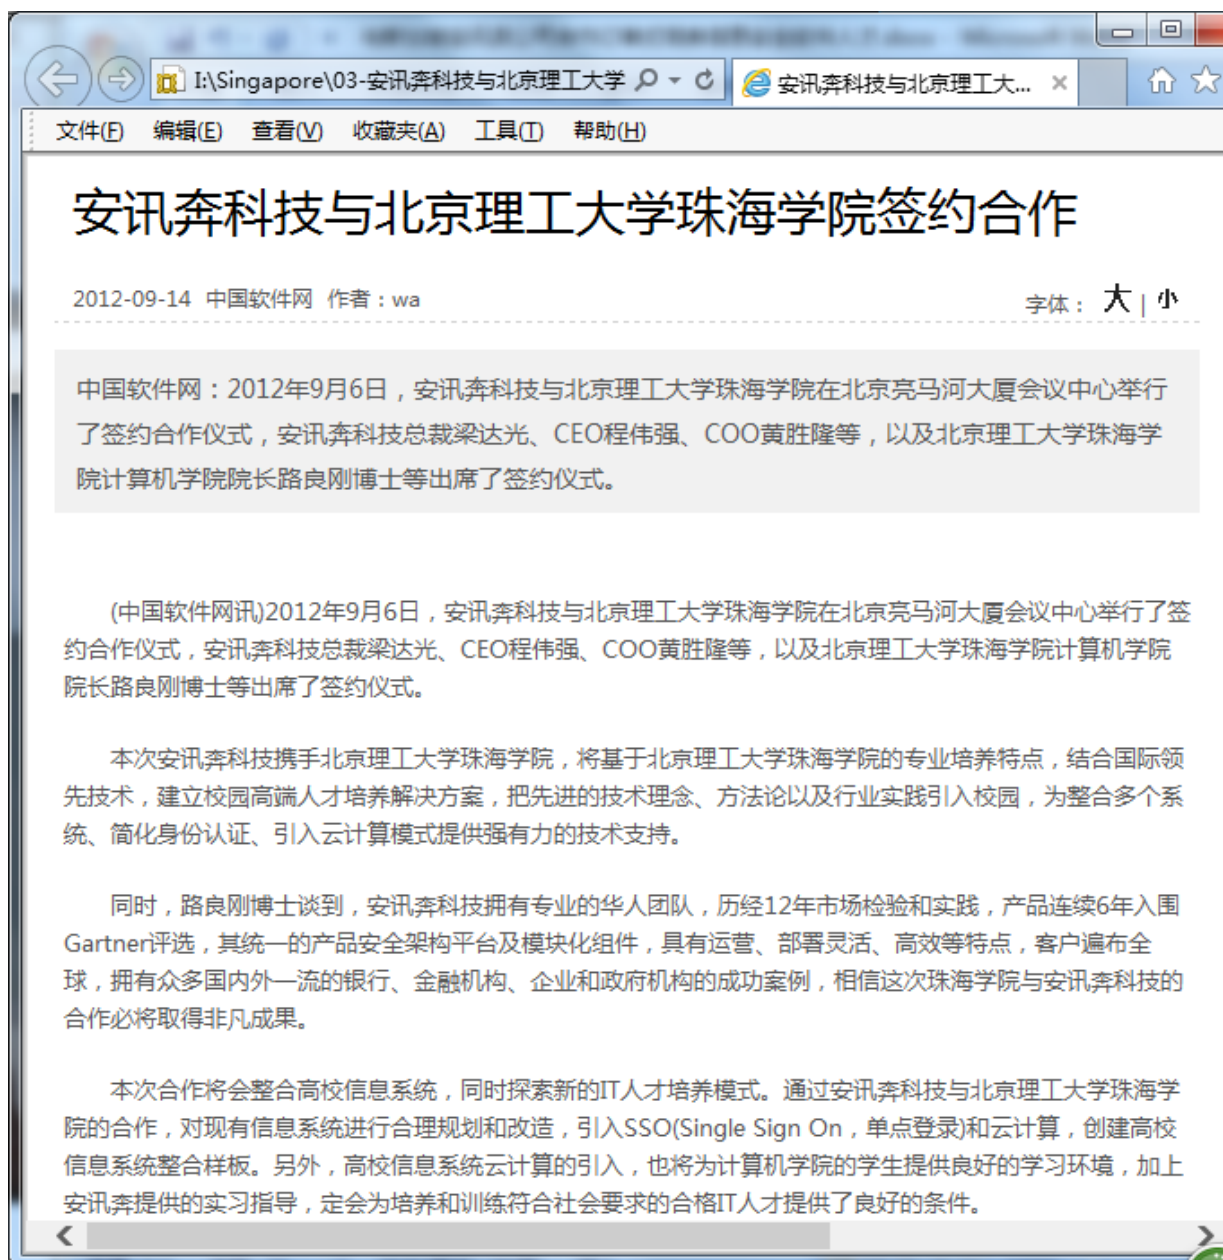 I:\Singapore\03-安讯奔科技与北京理工大学
安讯奔科技与北京理工大...
文件(F) 编辑(E) 查看(V) 收藏夹(A) 工具(T) 帮助(H)
安讯奔科技与北京理工大学珠海学院签约合作
2012-09-14 中国软件网 作者：wa
字体： 大 | 小
中国软件网：2012年9月6日，安讯奔科技与北京理工大学珠海学院在北京亮马河大厦会议中心举行
了签约合作仪式，安讯奔科技总裁梁达光、CEO程伟强、COO黄胜隆等，以及北京理工大学珠海学
院计算机学院院长路良刚博士等出席了签约仪式。
(中国软件网讯)2012年9月6日，安讯奔科技与北京理工大学珠海学院在北京亮马河大厦会议中心举行了签
约合作仪式，安讯奔科技总裁梁达光、CEO程伟强、COO黄胜隆等，以及北京理工大学珠海学院计算机学院
院长路良刚博士等出席了签约仪式。
本次安讯奔科技携手北京理工大学珠海学院，将基于北京理工大学珠海学院的专业培养特点，结合国际领
先技术，建立校园高端人才培养解决方案，把先进的技术理念、方法论以及行业实践引入校园，为整合多个系
统、简化身份认证、引入云计算模式提供强有力的技术支持。
同时，路良刚博士谈到，安讯奔科技拥有专业的华人团队，历经12年市场检验和实践，产品连续6年入围
Gartner评选，其统一的产品安全架构平台及模块化组件，具有运营、部署灵活、高效等特点，客户遍布全
球，拥有众多国内外一流的银行、金融机构、企业和政府机构的成功案例，相信这次珠海学院与安讯奔科技的
合作必将取得非凡成果。
本次合作将会整合高校信息系统，同时探索新的IT人才培养模式。通过安讯奔科技与北京理工大学珠海学
院的合作，对现有信息系统进行合理规划和改造，引入SSO(Single Sign On，单点登录)和云计算，创建高校
信息系统整合样板。另外，高校信息系统云计算的引入，也将为计算机学院的学生提供良好的学习环境，加上
安讯奔提供的实习指导，定会为培养和训练符合社会要求的合格IT人才提供了良好的条件。